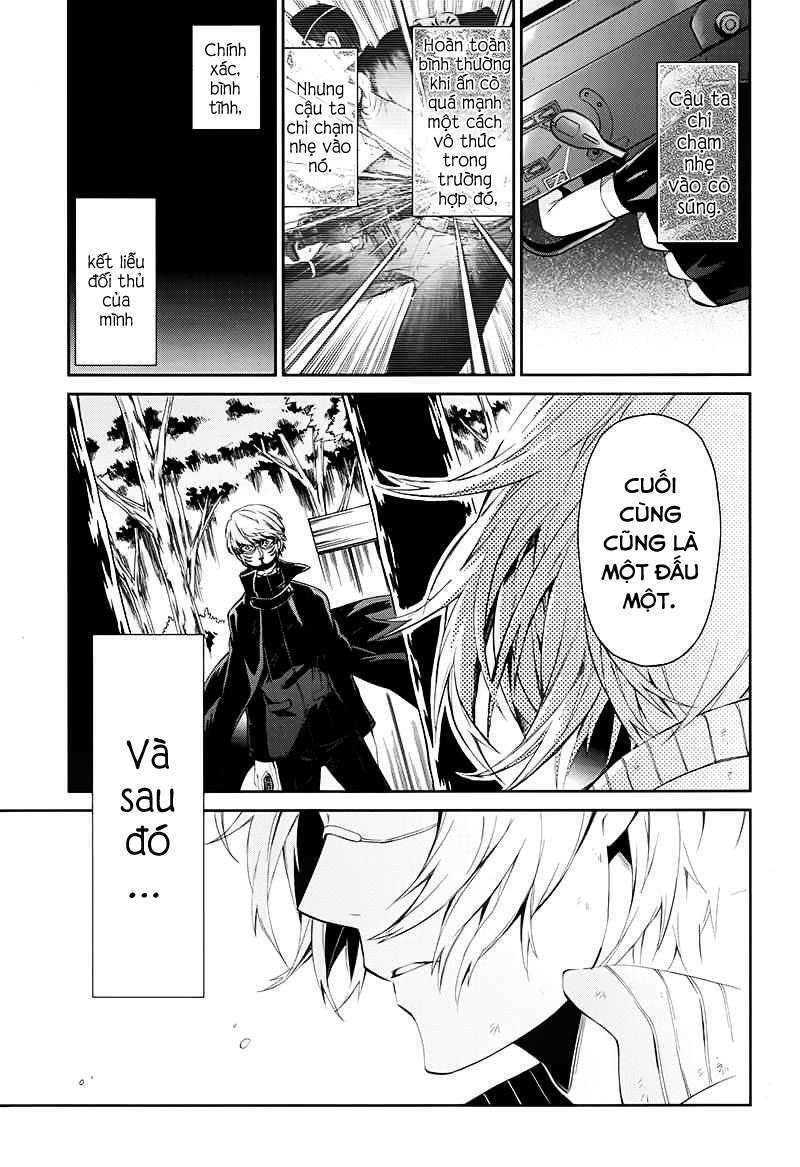 Cậu ta
chỉ
chạm
nhẹ
vào cò
súng.
Hoàn toàn
bình thường
khi ấn cò
quá mạnh
một cách
vô thức
trong
trường
hợp đó,
Nhưng
cậu ta
chỉ chạm
nhẹ vào
nó.
Chính
xác,
bình
tĩnh,
kết liễu
đối thủ
của
mình
CUỐI
CÙNG
CŨNG LÀ
MỘT ĐẤU
MỘT.
Và
sau
đó
...